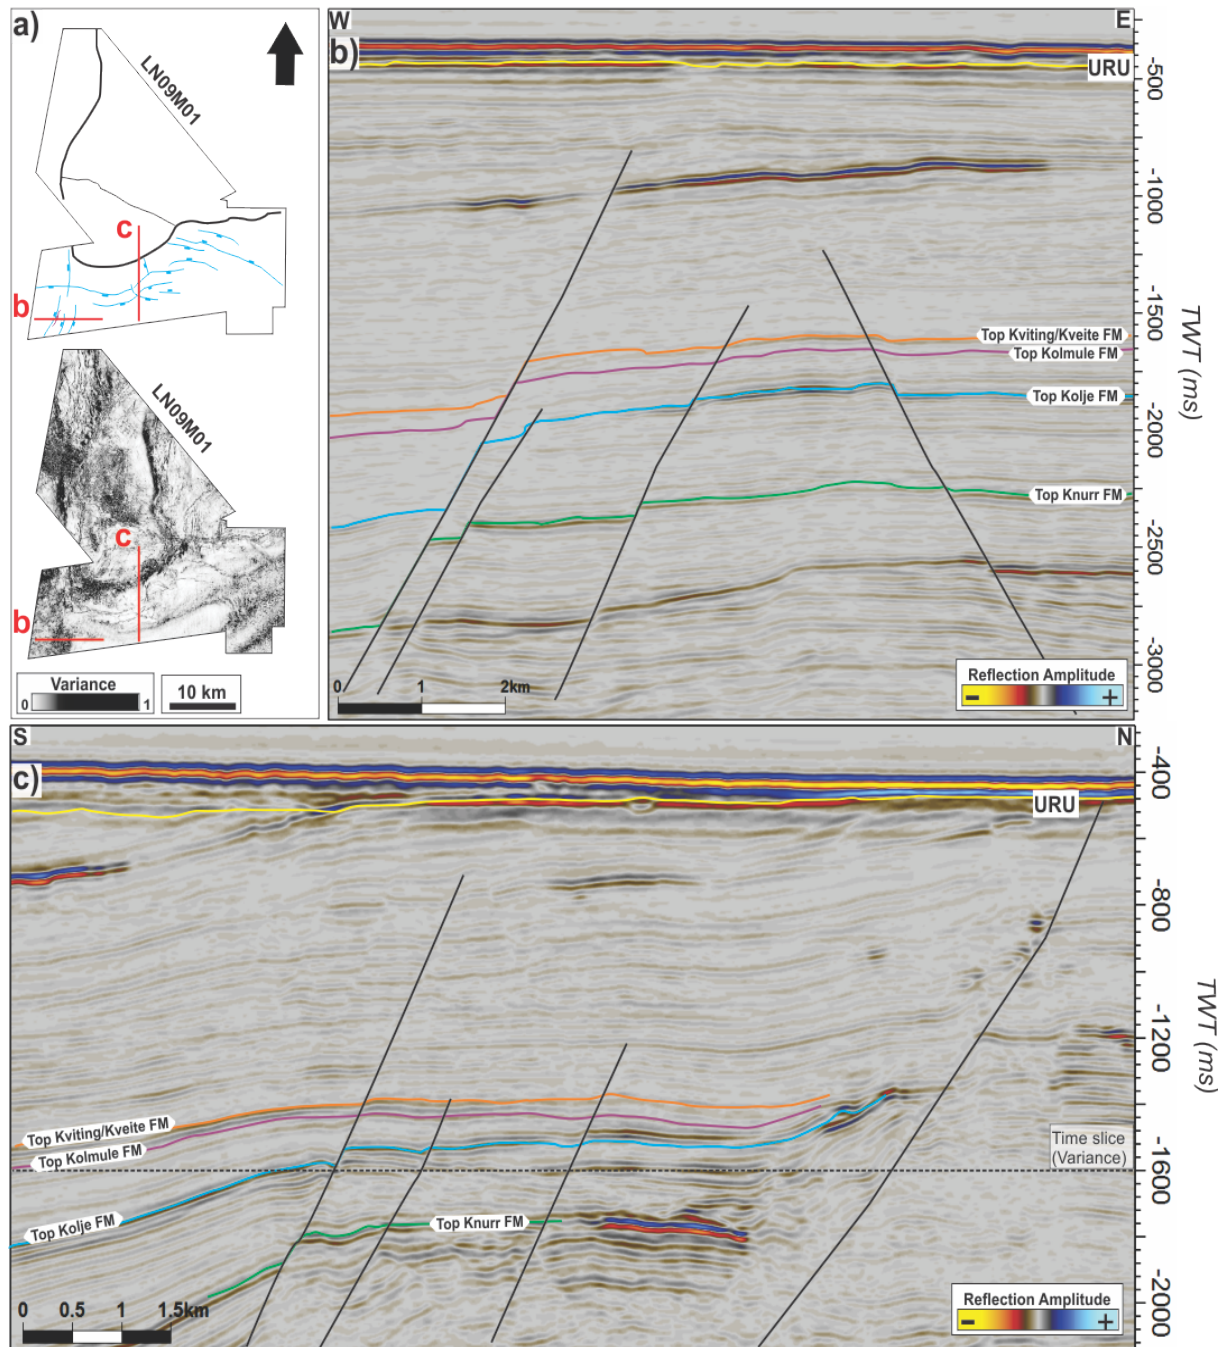 a)
LN09M01
c
b
LN09M01
c
b
Variance
0 1
10 km
W E
b)
URU
-500
-1000
-1500
-2000
-2500
-3000
TWT (ms)
Top Kviting/Kveite FM
Top Kolmule FM
Top Kolje FM
Top Knurr FM
0 1 2km
Reflection Amplitude
- +
S N
c)
URU
-400
-800
-1200
-1600
-2000
TWT (ms)
Top Kviting/Kveite FM
Top Kolmule FM
Time slice
(Variance)
Top Kolje FM
Top Knurr FM
0 0.5 1 1.5km
Reflection Amplitude
- +